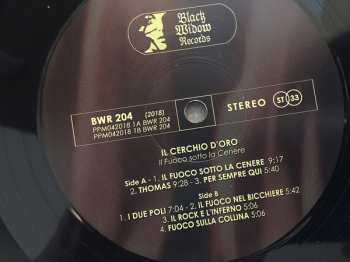 Black
Widow
Records
BWR 204 (2018)
PPM042018 1A BWR 204
PPM042018 1B BWR 204
STEREO ST 33
IL CERCHIO D'ORO
Il Fuoco sotto la Cenere
Side A - 1. IL FUOCO SOTTO LA CENERE 9:17
2. THOMAS 9:28 - 3. PER SEMPRE QUI 5:40
Side B
1. I DUE POLI 7:04 - 2. IL FUOCO NEL BICCHIERE 5:42
3. IL ROCK E L'INFERNO 5:06
4. FUOCO SULLA COLLINA 5:06